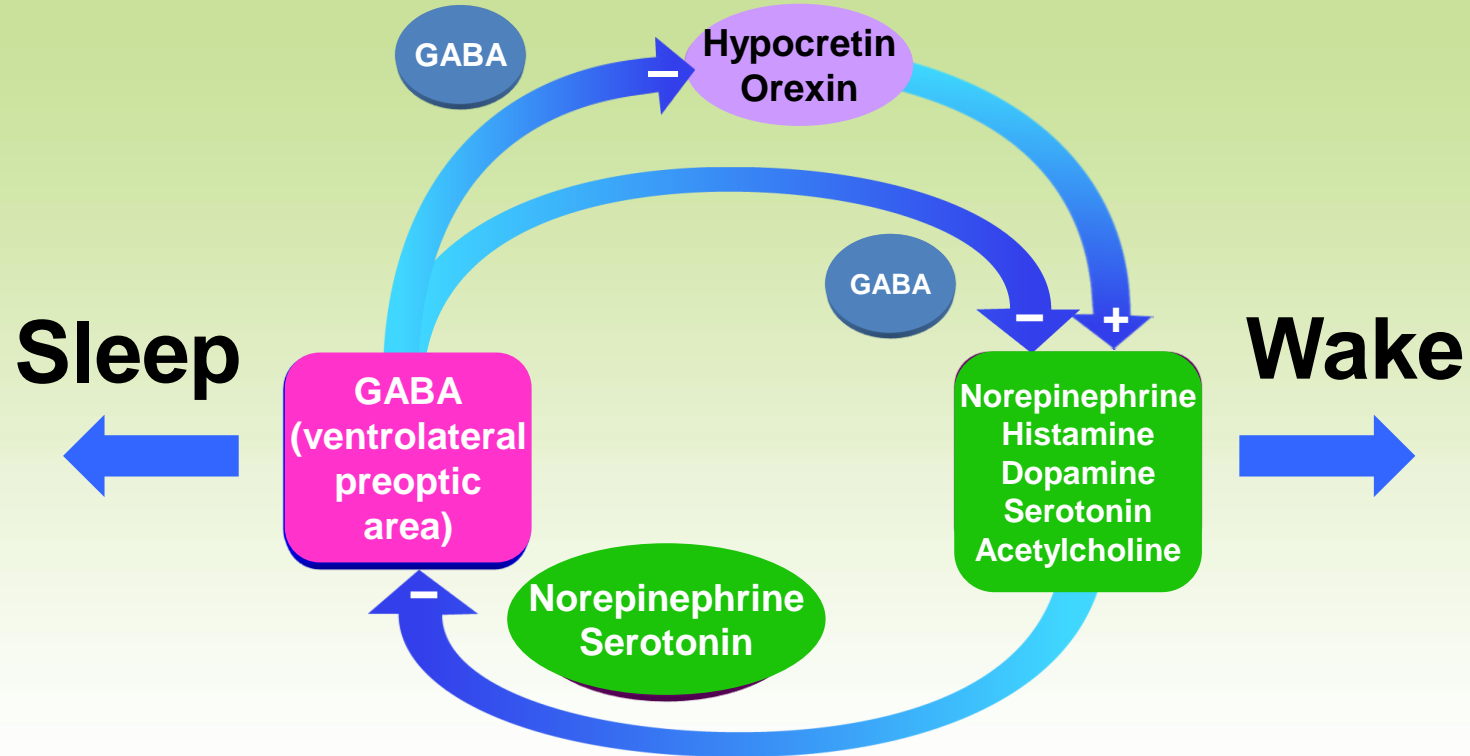 GABA
Hypocretin
Orexin
GABA
–
–
+
Sleep
Wake
GABA
(ventrolateral
preoptic
area)
Norepinephrine
Histamine
Dopamine
Serotonin
Acetylcholine
–
Norepinephrine
Serotonin